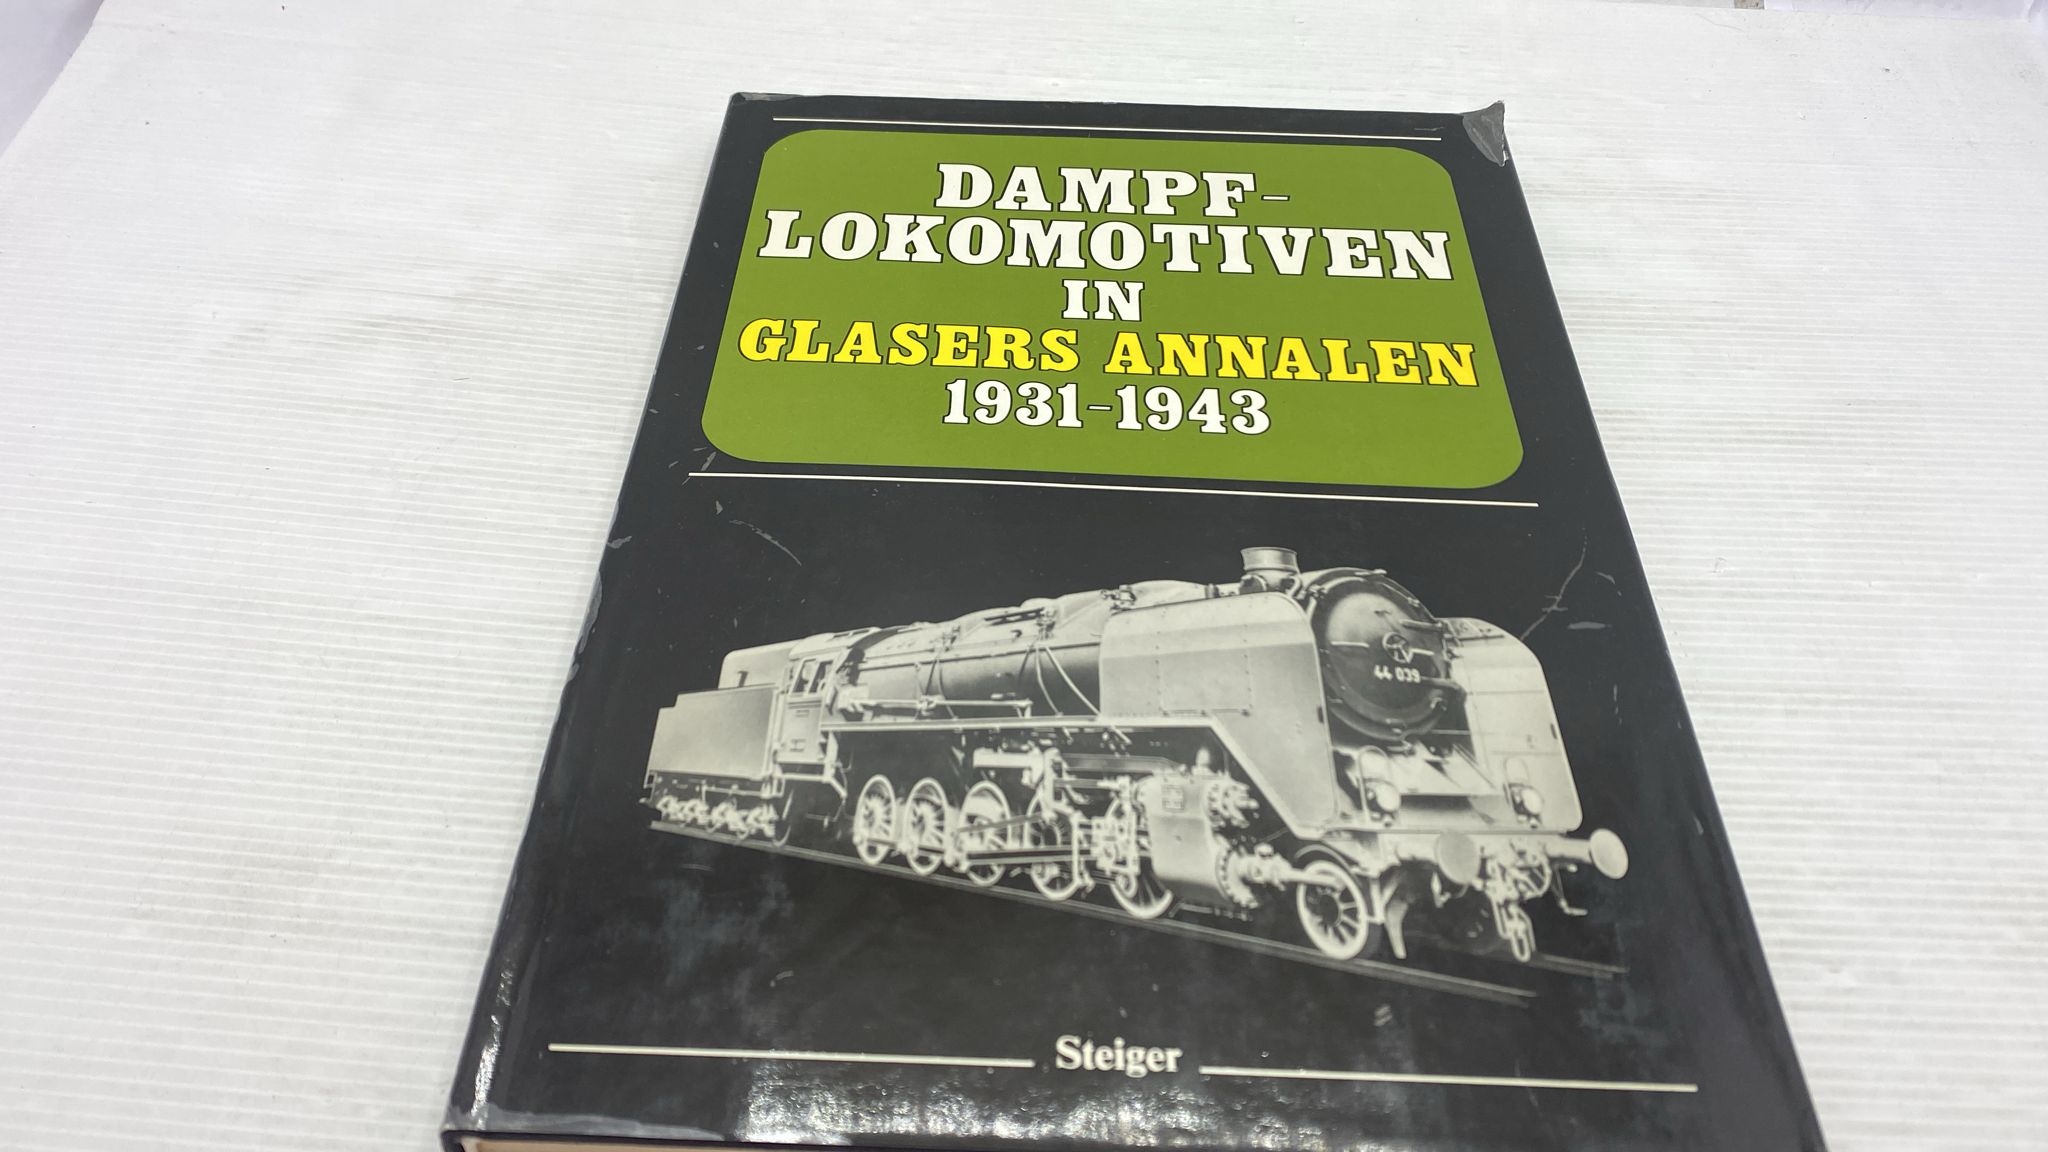 DAMPF-
LOKOMOTIVEN
IN
GLASERS ANNALEN
1931-1943
44 039
Steiger